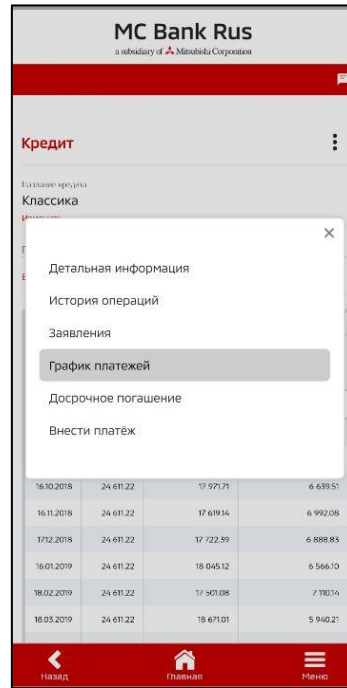 MC Bank Rus
a subsidiary of Mitsubishi Corporation
Кредит
Название кредита
Классика
Изменить
×
Детальная информация
История операций
Заявления
График платежей
Досрочное погашение
Внести платёж
16.10.2018 24 611.22 17 971.71 6 639.51
16.11.2018 24 611.22 17 619.14 6 992.08
17.12.2018 24 611.22 17 722.39 6 888.83
16.01.2019 24 611.22 18 045.12 6 566.10
18.02.2019 24 611.22 17 501.08 7 110.14
18.03.2019 24 611.22 18 671.01 5 940.21
Назад Главная Меню